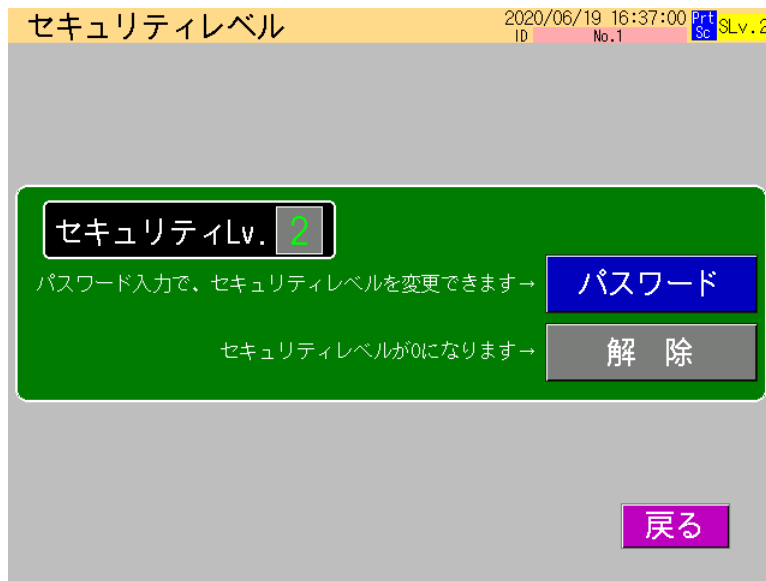 セキュリティレベル
2020/06/19 16:37:00
Prt
Sc
SLv.2
ID
No.1
セキュリティLv. 2
パスワード入力で、セキュリティレベルを変更できます→
パスワード
セキュリティレベルが0になります→
解 除
戻る